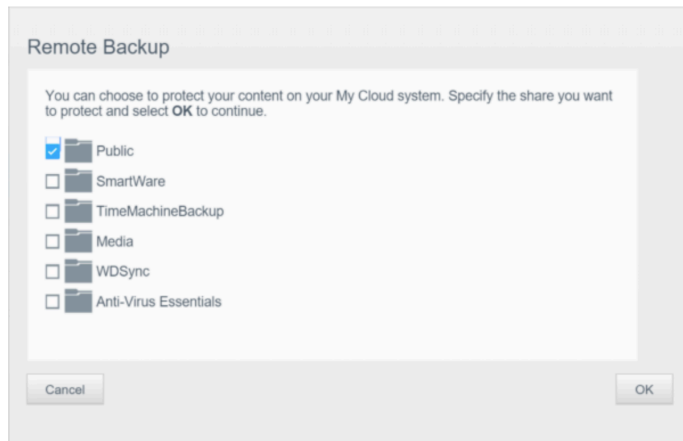 Remote Backup
You can choose to protect your content on your My Cloud system. Specify the share you want
to protect and select OK to continue.
Public
SmartWare
TimeMachineBackup
Media
WDSync
Anti-Virus Essentials
Cancel
OK